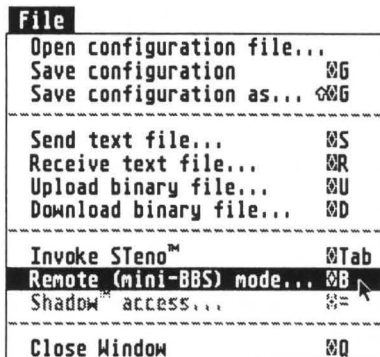 File
Open configuration file...
Save configuration ◊G
Save configuration as... ⇧◊G
Send text file... ◊S
Receive text file... ◊R
Upload binary file... ◊U
Download binary file... ◊D
Invoke STeno™ ◊Tab
Remote (mini-BBS) mode... ◊B
Shadow™ access... ◊=
Close Window ◊Q